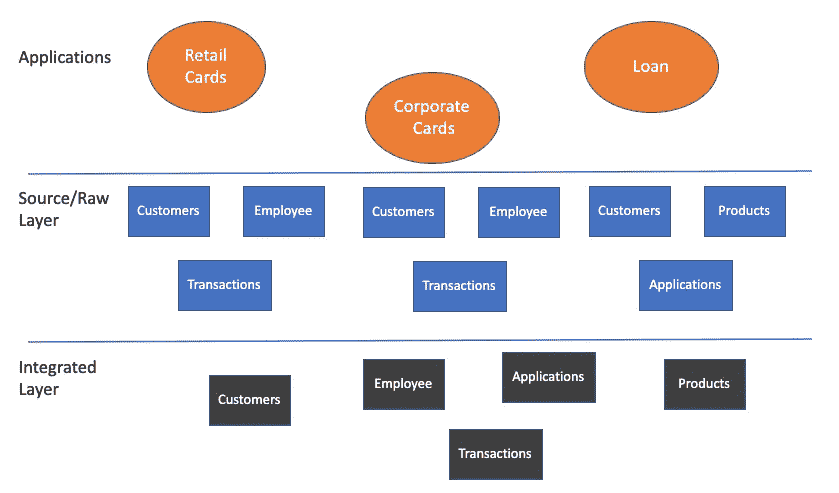 Applications
Retail
Cards
Corporate
Cards
Loan
Source/Raw
Layer
Customers
Employee
Customers
Employee
Customers
Products
Transactions
Transactions
Applications
Integrated
Layer
Customers
Employee
Applications
Products
Transactions